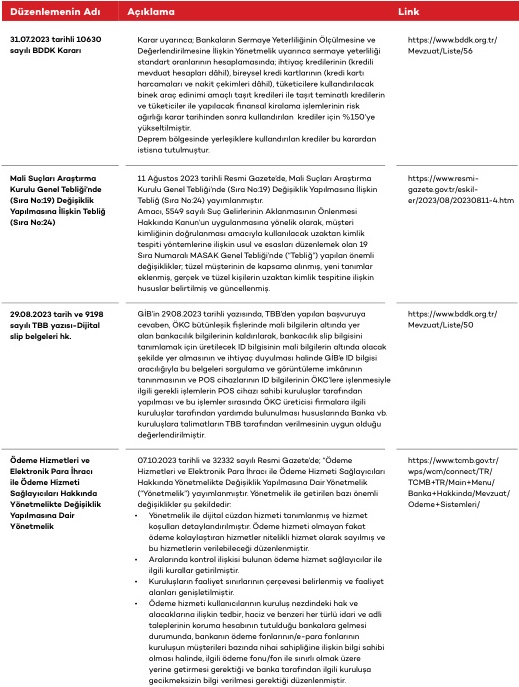 Düzenlemenin Adı Açıklama Link
31.07.2023 tarihli 10630
sayılı BDDK Kararı
Karar uyarınca; Bankaların Sermaye Yeterliliğinin Ölçülmesine ve
Değerlendirilmesine İlişkin Yönetmelik uyarınca sermaye yeterliliği
standart oranlarının hesaplamasında; ihtiyaç kredilerinin (kredili
mevduat hesapları dâhil), bireysel kredi kartlarının (kredi kartı
harcamaları ve nakit çekimleri dâhil), tüketicilere kullandırılacak
binek araç edinimi amaçlı taşıt kredileri ile taşıt teminatlı kredilerin
ve tüketiciler ile yapılacak finansal kiralama işlemlerinin risk
ağırlığı karar tarihinden sonra kullandırılan krediler için %150'ye
yükseltilmiştir.
Deprem bölgesinde yerleşiklere kullandırılan krediler bu karardan
istisna tutulmuştur.
https://www.bddk.org.tr/
Mevzuat/Liste/56
Mali Suçları Araştırma
Kurulu Genel Tebliği'nde
(Sıra No:19) Değişiklik
Yapılmasına İlişkin Tebliğ
(Sıra No:24)
11 Ağustos 2023 tarihli Resmi Gazete'de, Mali Suçları Araştırma
Kurulu Genel Tebliği'nde (Sıra No:19) Değişiklik Yapılmasına İlişkin
Tebliğ (Sıra No:24) yayımlanmıştır.
Amacı, 5549 sayılı Suç Gelirlerinin Aklanmasının Önlenmesi
Hakkında Kanun'un uygulanmasına yönelik olarak, müşteri
kimliğinin doğrulanması amacıyla kullanılacak uzaktan kimlik
tespiti yöntemlerine ilişkin usul ve esasları düzenlemek olan 19
Sıra Numaralı MASAK Genel Tebliği'nde ("Tebliğ") yapılan önemli
değişiklikler; tüzel müşterinin de kapsama alınmış, yeni tanımlar
eklenmiş, gerçek ve tüzel kişilerin uzaktan kimlik tespitine ilişkin
hususlar belirtilmiş ve güncellenmiş.
https://www.resmi-
gazete.gov.tr/eskil-
er/2023/08/20230811-4.htm
29.08.2023 tarih ve 9198
sayılı TBB yazısı-Dijital
slip belgeleri hk.
GİB'in 29.08.2023 tarihli yazısında, TBB'den yapılan başvuruya
cevaben, ÖKC bütünleşik fişlerinde mali bilgilerin altında yer
alan bankacılık bilgilerinin kaldırılarak, bankacılık slip bilgisini
tanımlamak için üretilecek ID bilgisinin mali bilgilerin altında olacak
şekilde yer almasının ve ihtiyaç duyulması halinde GİB'e ID bilgisi
aracılığıyla bu belgeleri sorgulama ve görüntüleme imkânının
tanınmasının ve POS cihazlarının ID bilgilerinin ÖKC'lere işlenmesiyle
ilgili gerekli işlemlerin POS cihazı sahibi kuruluşlar tarafından
yapılması ve bu işlemler sırasında ÖKC üreticisi firmalara ilgili
kuruluşlar tarafından yardımda bulunulması hususlarında Banka vb.
kuruluşlara talimatların TBB tarafından verilmesinin uygun olduğu
değerlendirilmiştir.
https://www.bddk.org.tr/
Mevzuat/Liste/50
Ödeme Hizmetleri ve
Elektronik Para İhracı
ile Ödeme Hizmeti
Sağlayıcıları Hakkında
Yönetmelikte Değişiklik
Yapılmasına Dair
Yönetmelik
07.10.2023 tarihli ve 32332 sayılı Resmi Gazete'de; "Ödeme
Hizmetleri ve Elektronik Para İhracı ile Ödeme Hizmeti Sağlayıcıları
Hakkında Yönetmelikte Değişiklik Yapılmasına Dair Yönetmelik
("Yönetmelik") yayımlanmıştır. Yönetmelik ile getirilen bazı önemli
değişiklikler şu şekildedir:
• Yönetmelik ile dijital cüzdan hizmeti tanımlanmış ve hizmet
koşulları detaylandırılmıştır. Ödeme hizmeti olmayan fakat
ödeme kolaylaştıran hizmetler nitelikli hizmet olarak sayılmış ve
bu hizmetlerin verilebileceği düzenlenmiştir.
• Aralarında kontrol ilişkisi bulunan ödeme hizmet sağlayıcılar ile
ilgili kurallar getirilmiştir.
• Kuruluşların faaliyet sınırlarının çerçevesi belirlenmiş ve faaliyet
alanları genişletilmiştir.
• Ödeme hizmeti kullanıcılarının kuruluş nezdindeki hak ve
alacaklarına ilişkin tedbir, haciz ve benzeri her türlü idari ve adli
taleplerinin koruma hesabının tutulduğu bankalara gelmesi
durumunda, bankanın ödeme fonlarının/e-para fonlarının
kuruluşun müşterileri bazında nihai sahipliğine ilişkin bilgi sahibi
olması halinde, ilgili ödeme fonu/fon ile sınırlı olmak üzere
yerine getirmesi gerektiği ve banka tarafından ilgili kuruluşa
gecikmeksizin bilgi verilmesi gerektiği düzenlenmiştir.
https://www.tcmb.gov.tr/
wps/wcm/connect/TR/
TCMB+TR/Main+Menu/
Banka+Hakkinda/Mevzuat/
Odeme+Sistemleri/